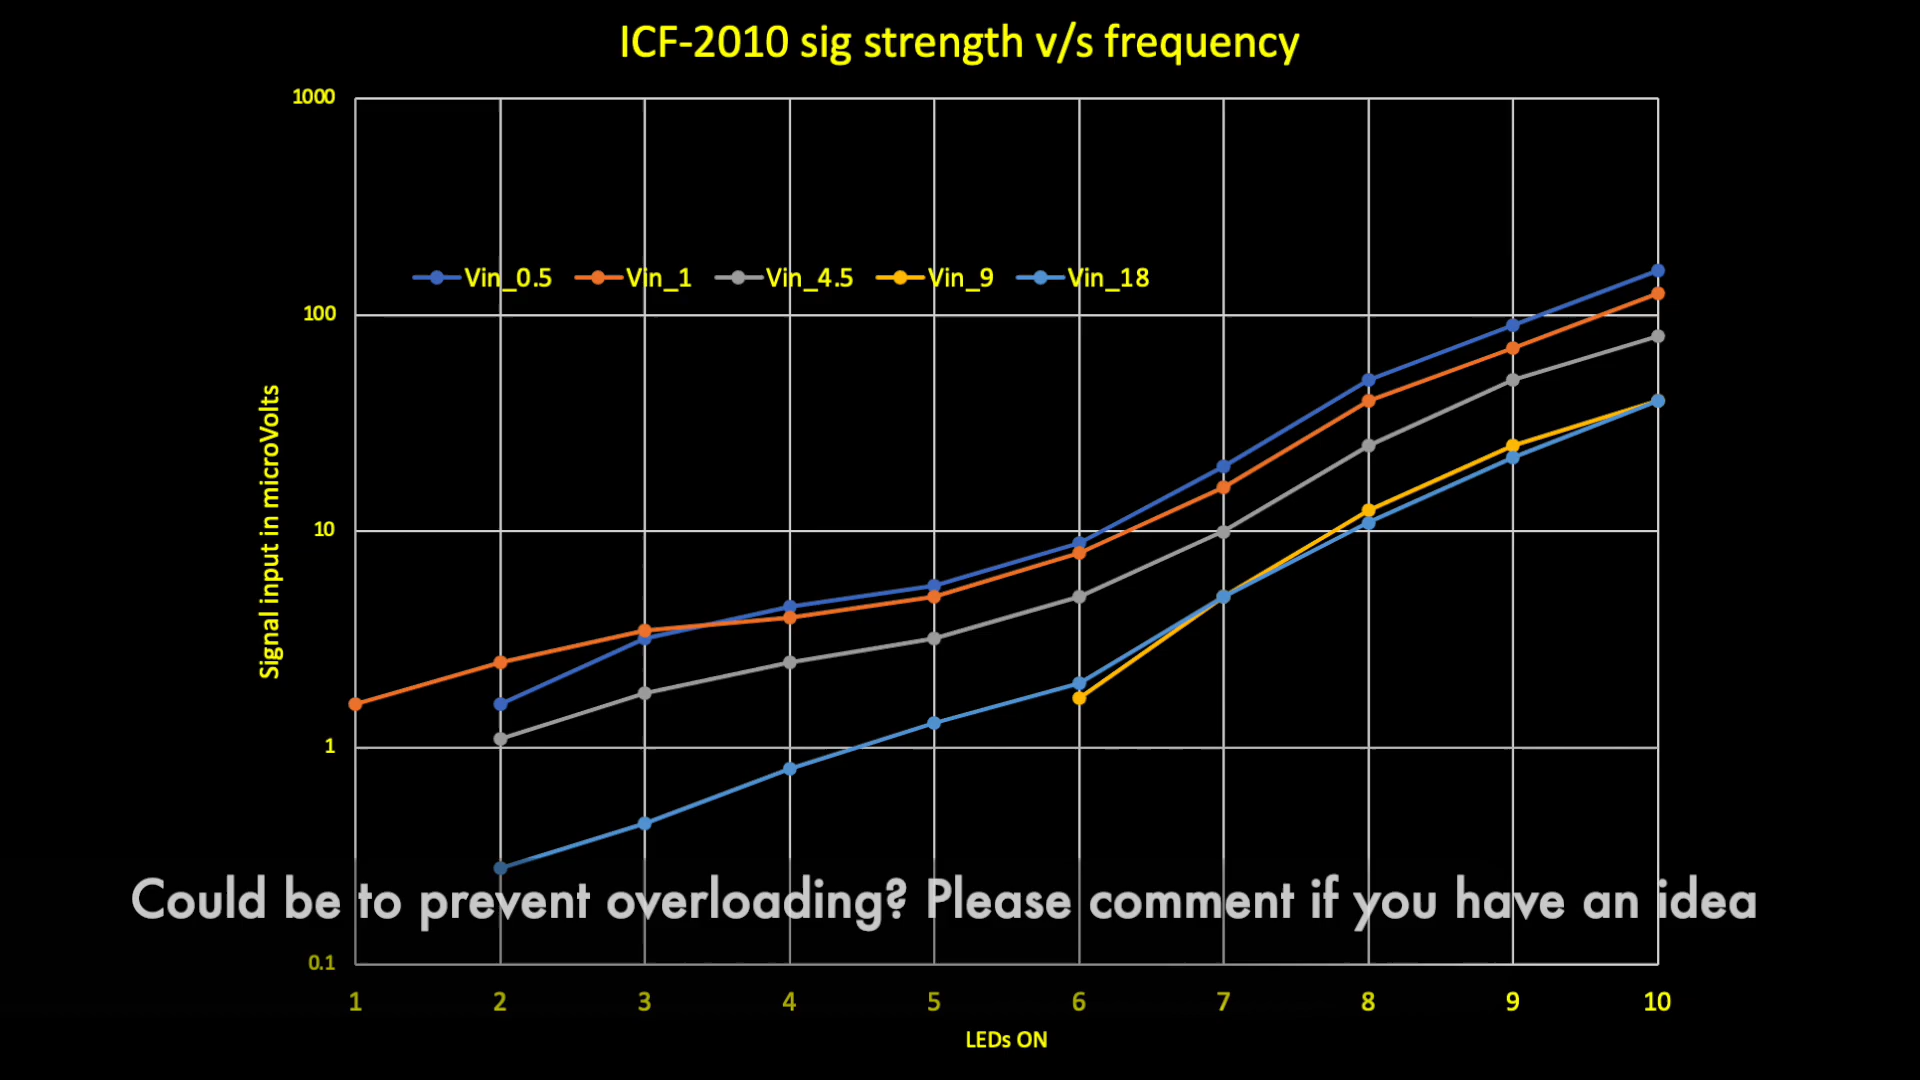 ICF-2010 sig strength v/s frequency
1000
Vin_0.5 Vin_1 Vin_4.5 Vin_9 Vin_18
100
Signal input in microVolts
10
1
Could be to prevent overloading? Please comment if you have an idea
0.1
1 2 3 4 5 6 7 8 9 10
LEDs ON